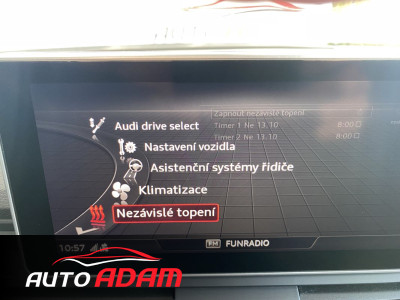 Zapnout nezávislé topení
Audi drive select
Timer 1 Ne 13.10 8:00
Timer 2 Ne 13.10 8:00
Nastavení vozidla
Asistenční systémy řidiče
Klimatizace
Nezávislé topení
10:57
FM FUNRADIO
AUTO ADAM